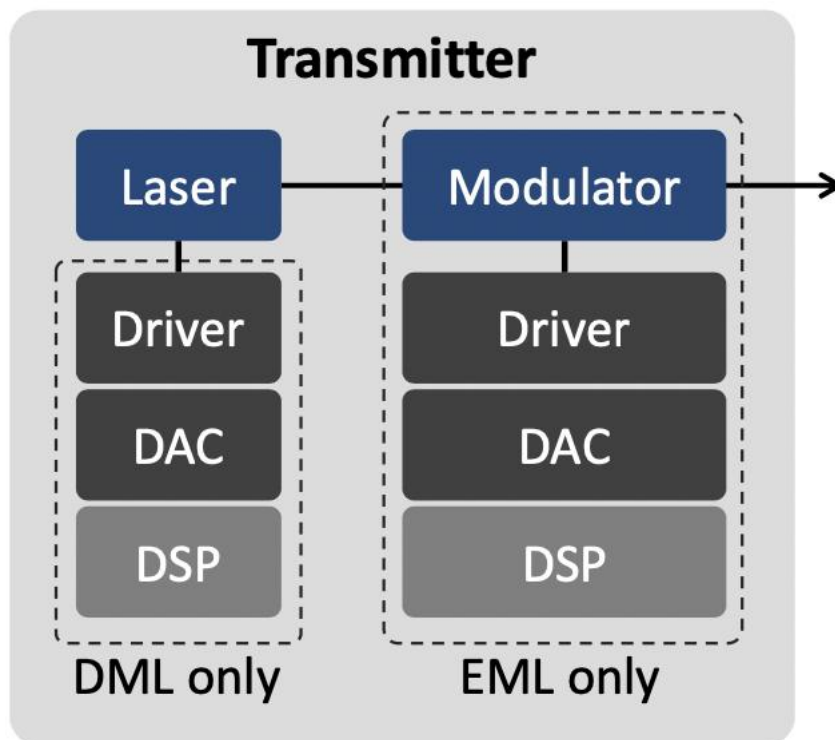 Transmitter
Laser
Modulator
Driver
Driver
DAC
DAC
DSP
DSP
DML only
EML only